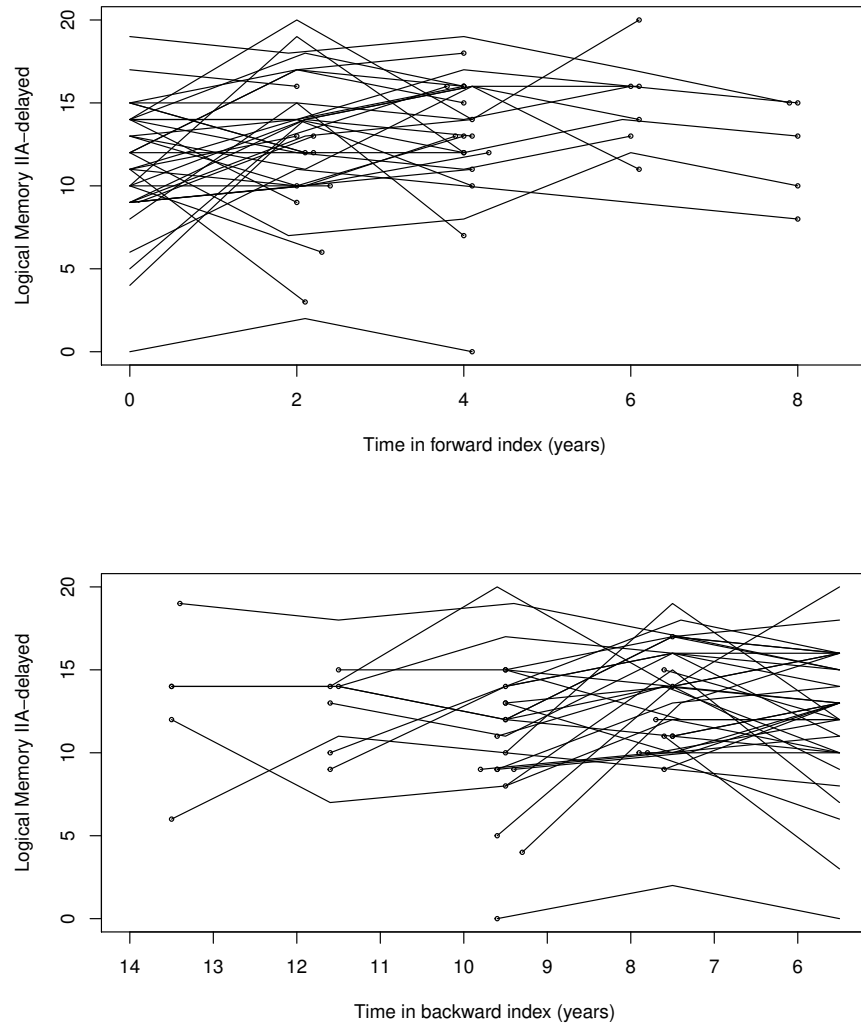 20
15
10
5
0
Logical Memory IIA−delayed
0 2 4 6 8
Time in forward index (years)
20
15
10
5
0
Logical Memory IIA−delayed
14 13 12 11 10 9 8 7 6
Time in backward index (years)